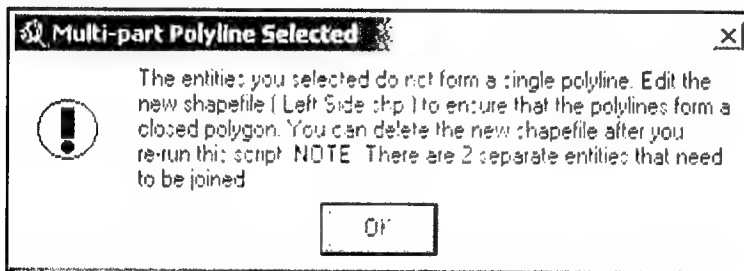 Multi-part Polyline Selected
The entities you selected do not form a single polyline. Edit the
new shapefile ( Left Side shp ) to ensure that the polylines form a
closed polygon. You can delete the new shapefile after you
re-run this script NOTE There are 2 separate entities that need
to be joined
OK